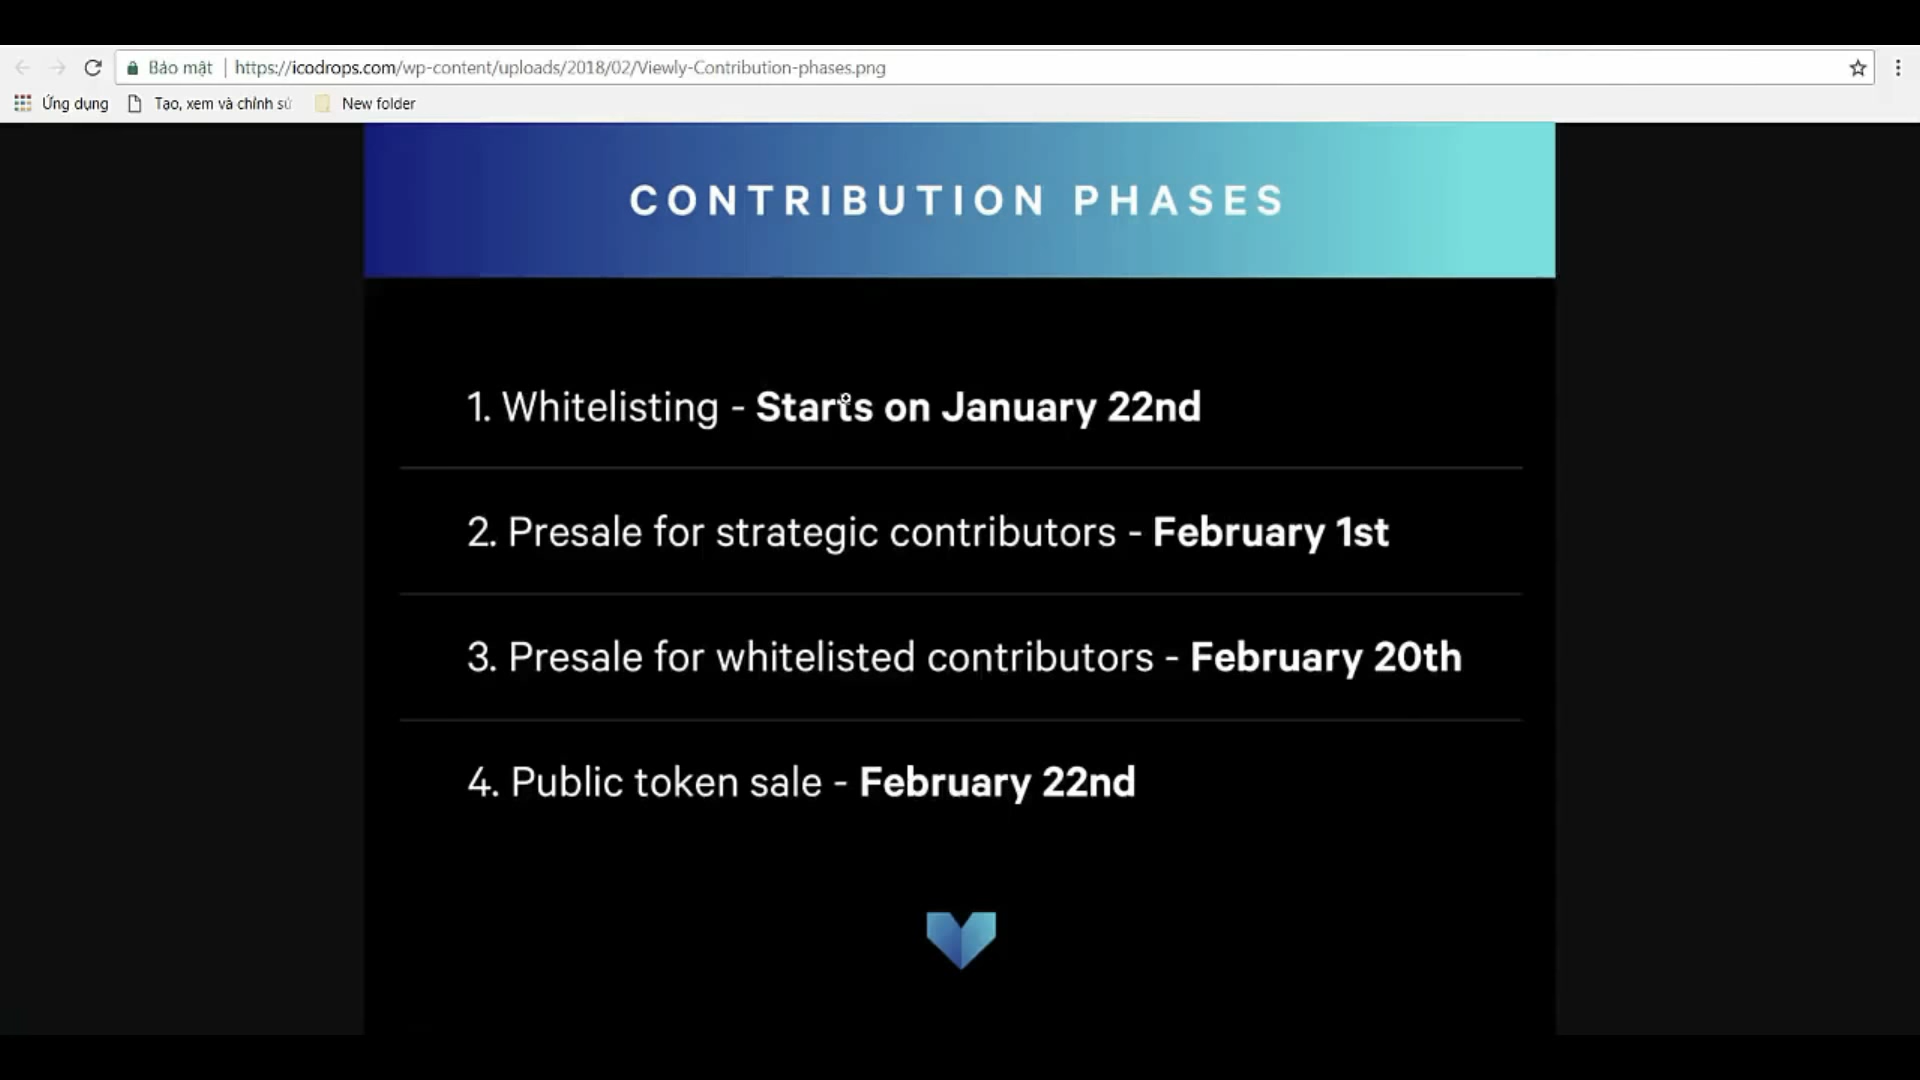 Bảo mật | https://icodrops.com/wp-content/uploads/2018/02/Viewly-Contribution-phases.png
Ứng dụng Tạo, xem và chỉnh sử New folder
CONTRIBUTION PHASES
1. Whitelisting - Starts on January 22nd
2. Presale for strategic contributors - February 1st
3. Presale for whitelisted contributors - February 20th
4. Public token sale - February 22nd